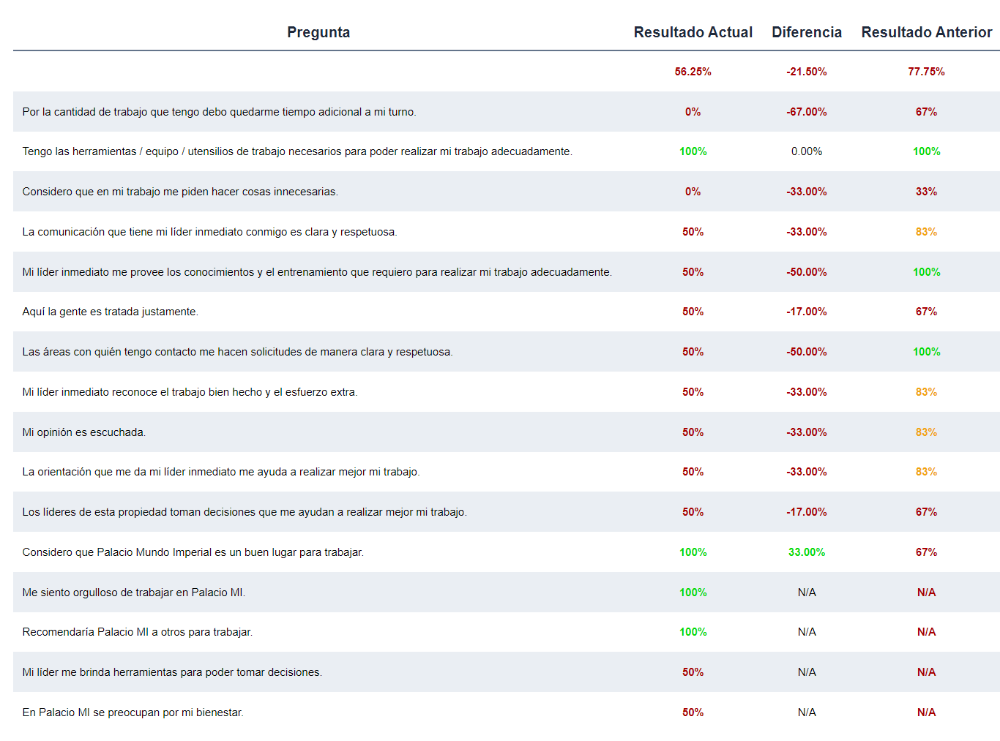 Pregunta Resultado Actual Diferencia Resultado Anterior
56.25% -21.50% 77.75%
Por la cantidad de trabajo que tengo debo quedarme tiempo adicional a mi turno. 0% -67.00% 67%
Tengo las herramientas / equipo / utensilios de trabajo necesarios para poder realizar mi trabajo adecuadamente. 100% 0.00% 100%
Considero que en mi trabajo me piden hacer cosas innecesarias. 0% -33.00% 33%
La comunicación que tiene mi líder inmediato conmigo es clara y respetuosa. 50% -33.00% 83%
Mi líder inmediato me provee los conocimientos y el entrenamiento que requiero para realizar mi trabajo adecuadamente. 50% -50.00% 100%
Aquí la gente es tratada justamente. 50% -17.00% 67%
Las áreas con quién tengo contacto me hacen solicitudes de manera clara y respetuosa. 50% -50.00% 100%
Mi líder inmediato reconoce el trabajo bien hecho y el esfuerzo extra. 50% -33.00% 83%
Mi opinión es escuchada. 50% -33.00% 83%
La orientación que me da mi líder inmediato me ayuda a realizar mejor mi trabajo. 50% -33.00% 83%
Los líderes de esta propiedad toman decisiones que me ayudan a realizar mejor mi trabajo. 50% -17.00% 67%
Considero que Palacio Mundo Imperial es un buen lugar para trabajar. 100% 33.00% 67%
Me siento orgulloso de trabajar en Palacio MI. 100% N/A N/A
Recomendaría Palacio MI a otros para trabajar. 100% N/A N/A
Mi líder me brinda herramientas para poder tomar decisiones. 50% N/A N/A
En Palacio MI se preocupan por mi bienestar. 50% N/A N/A